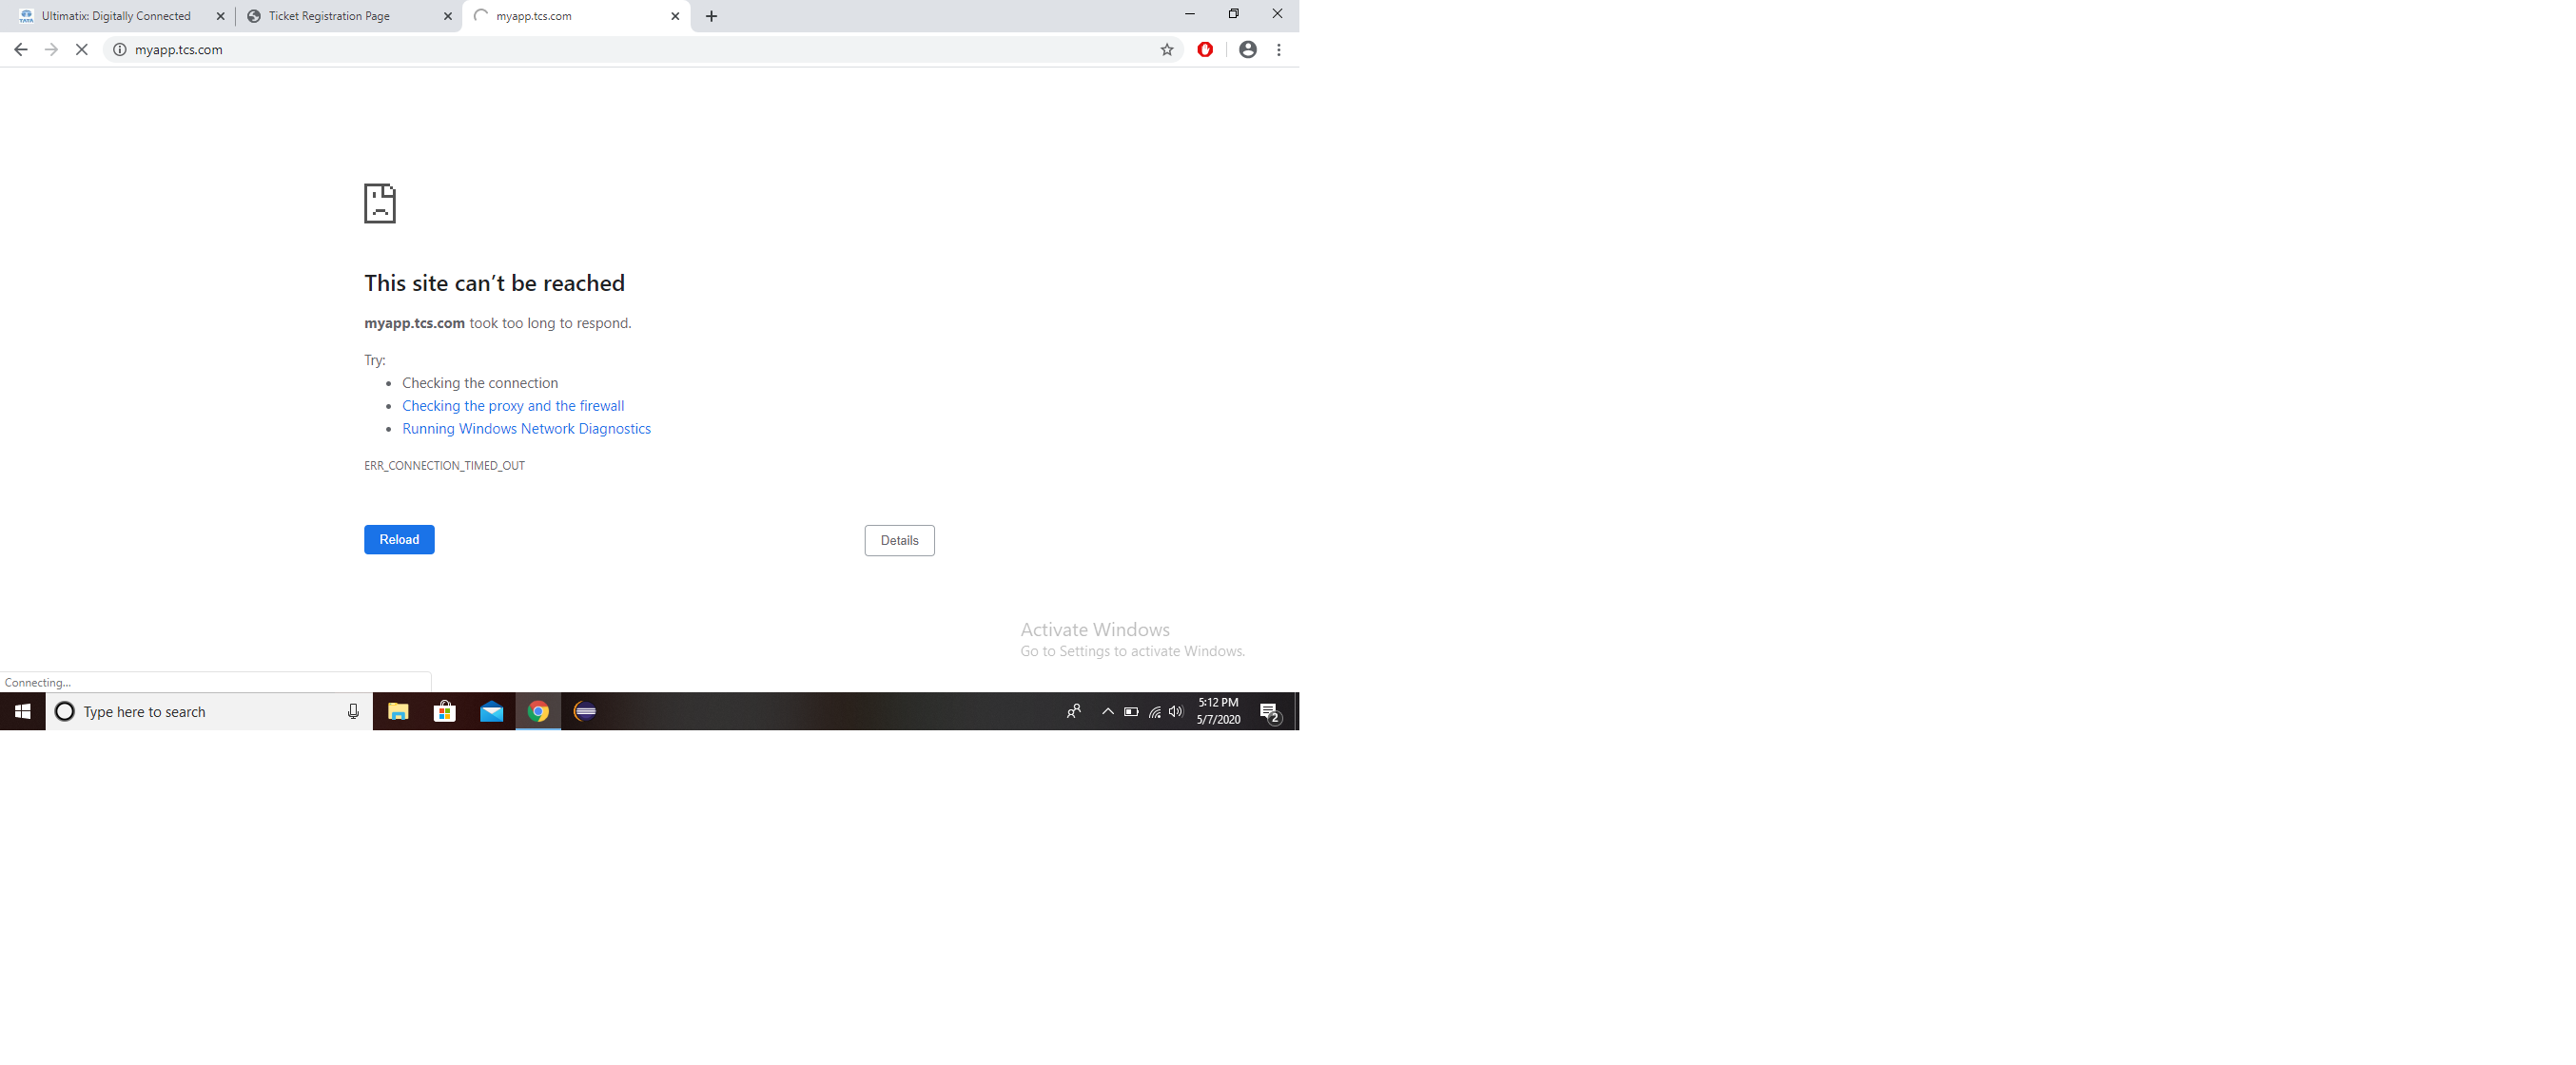 Ultimatix: Digitally Connected
Ticket Registration Page
myapp.tcs.com
myapp.tcs.com
This site can't be reached
myapp.tcs.com took too long to respond.
Try:
Checking the connection
Checking the proxy and the firewall
Running Windows Network Diagnostics
ERR_CONNECTION_TIMED_OUT
Reload
Details
Activate Windows
Go to Settings to activate Windows.
Connecting...
Type here to search
5:12 PM
5/7/2020
2